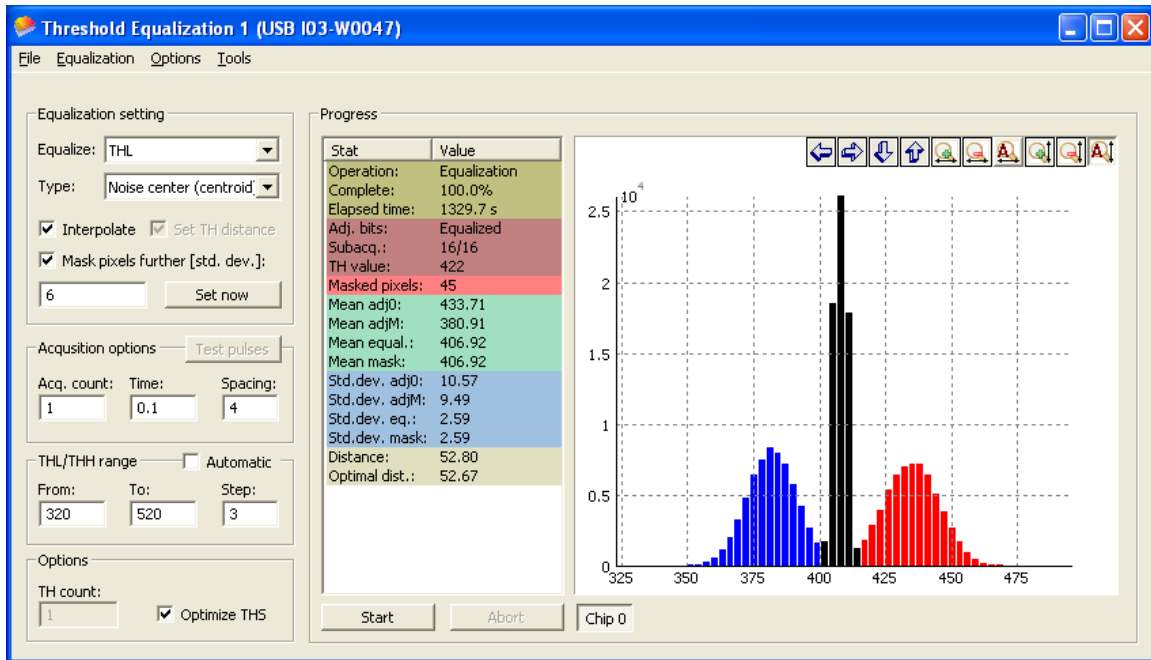 Threshold Equalization 1 (USB I03-W0047)
File Equalization Options Tools
Equalization setting
Equalize: THL
Type: Noise center (centroid)
Interpolate Set TH distance
Mask pixels further [std. dev.]:
6 Set now
Acqusition options Test pulses
Acq. count: Time: Spacing:
1 0.1 4
THL/THH range Automatic
From: To: Step:
320 520 3
Options
TH count:
1 Optimize THS
Progress
Stat Value
Operation: Equalization
Complete: 100.0%
Elapsed time: 1329.7 s
Adj. bits: Equalized
Subacq.: 16/16
TH value: 422
Masked pixels: 45
Mean adj0: 433.71
Mean adjM: 380.91
Mean equal.: 406.92
Mean mask: 406.92
Std.dev. adj0: 10.57
Std.dev. adjM: 9.49
Std.dev. eq.: 2.59
Std.dev. mask: 2.59
Distance: 52.80
Optimal dist.: 52.67
Start Abort
A A
10^4
2.5
2
1.5
1
0.5
0
325 350 375 400 425 450 475
Chip 0